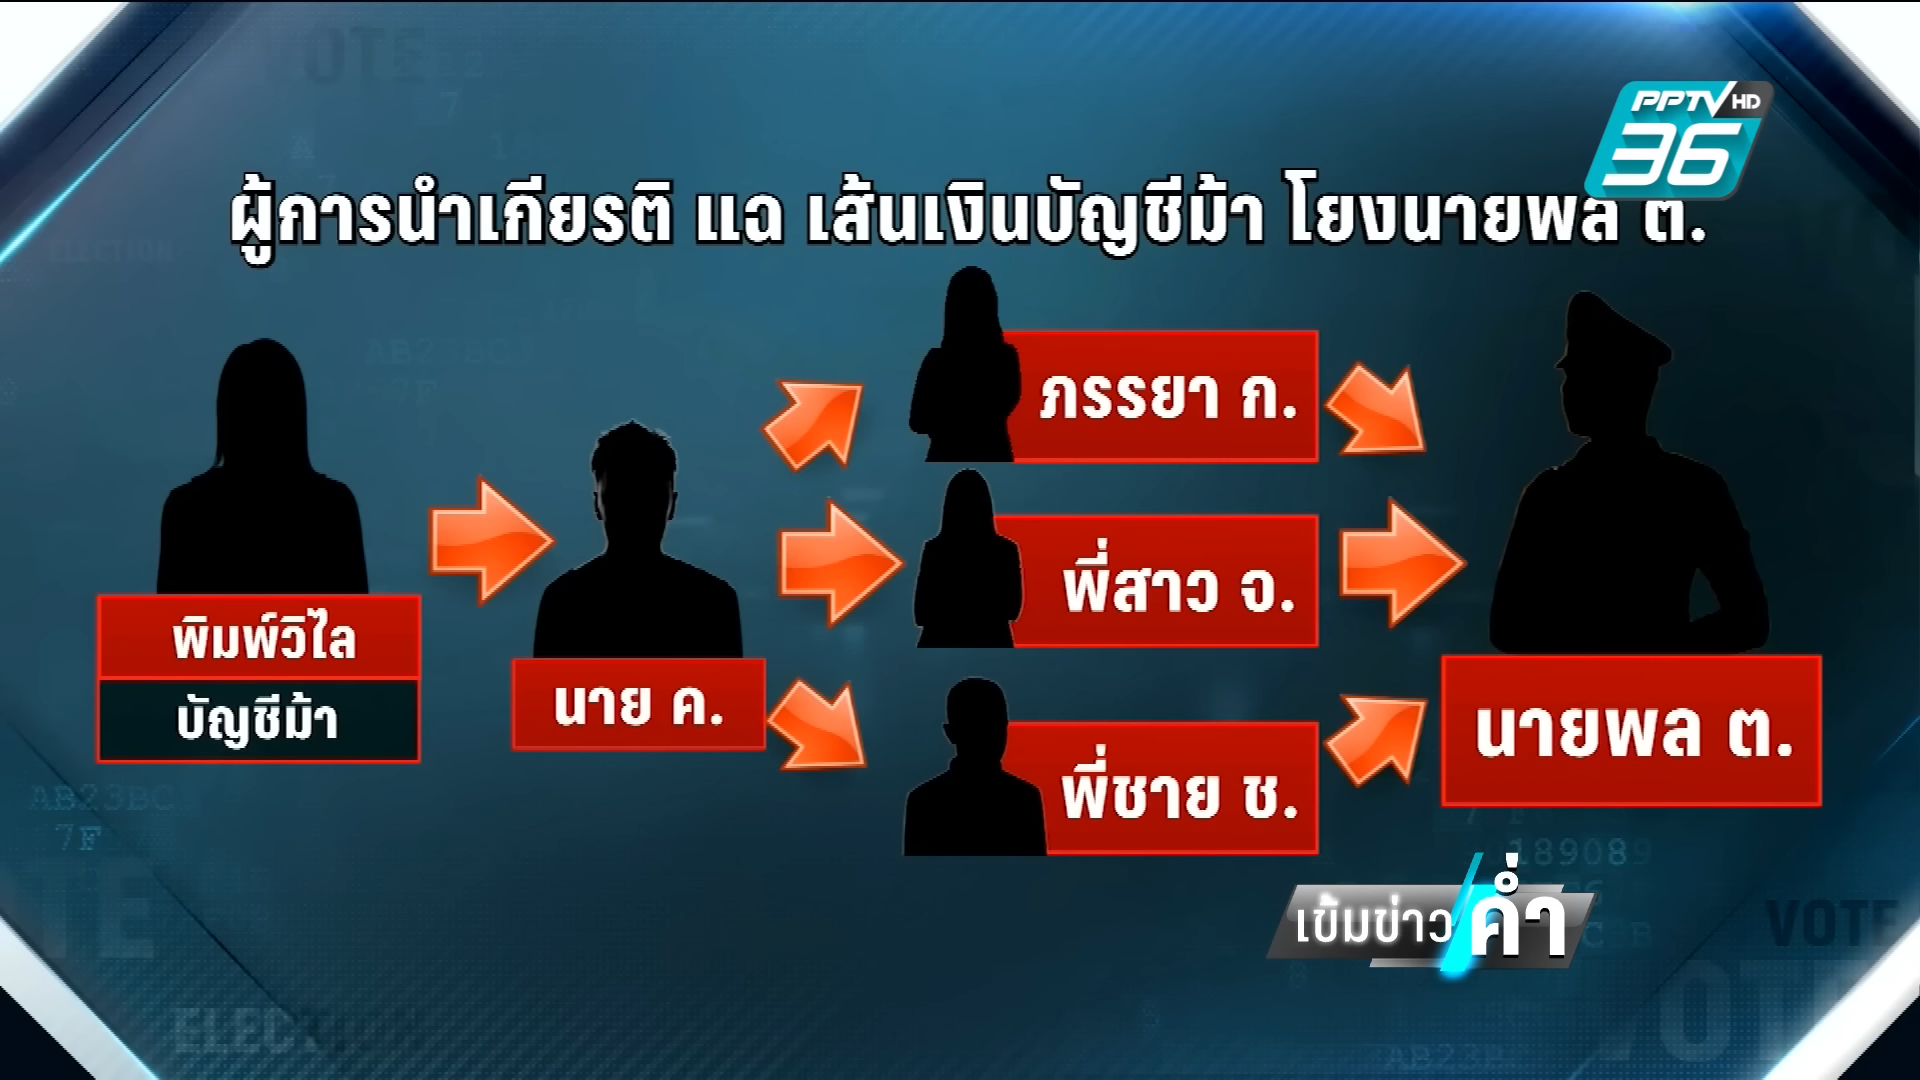 PPTV HD
36
ผู้การนำเกียรติ แฉ เส้นเงินบัญชีม้า โยงนายพล ต.
ภรรยา ก.
พี่สาว จ.
พิมพ์วิไล
บัญชีม้า
นาย ค.
นายพล ต.
พี่ชาย ช.
เข้มข่าวค่ำ
VOTE